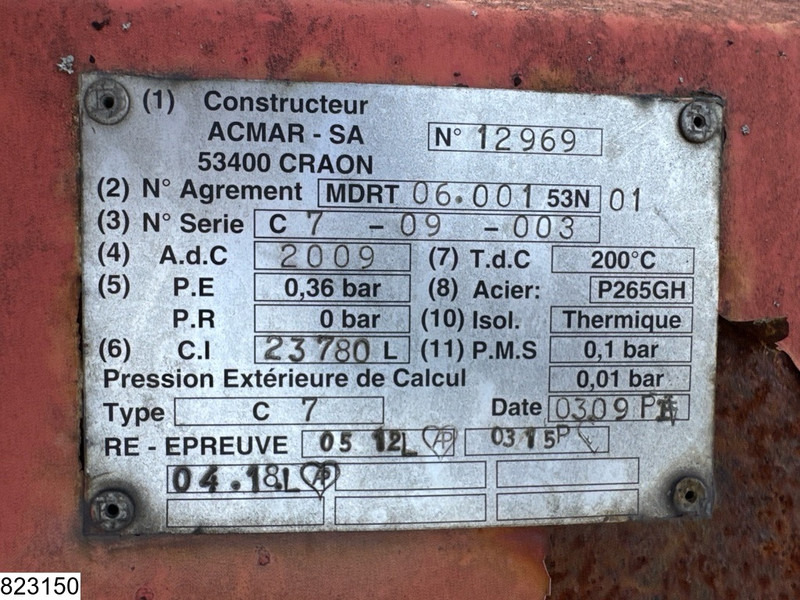 (1) Constructeur
ACMAR - SA N° 12969
53400 CRAON
(2) N° Agrement MDRT 06.001 53N 01
(3) N° Serie C 7 - 09 - 003
(4) A.d.C 2009 (7) T.d.C 200°C
(5) P.E 0,36 bar (8) Acier: P265GH
P.R 0 bar (10) Isol. Thermique
(6) C.I 23780 L (11) P.M.S 0,1 bar
Pression Extérieure de Calcul 0,01 bar
Type C 7 Date 0309 P
RE - EPREUVE 05 12L AP 0315P
04.18L AP
823150